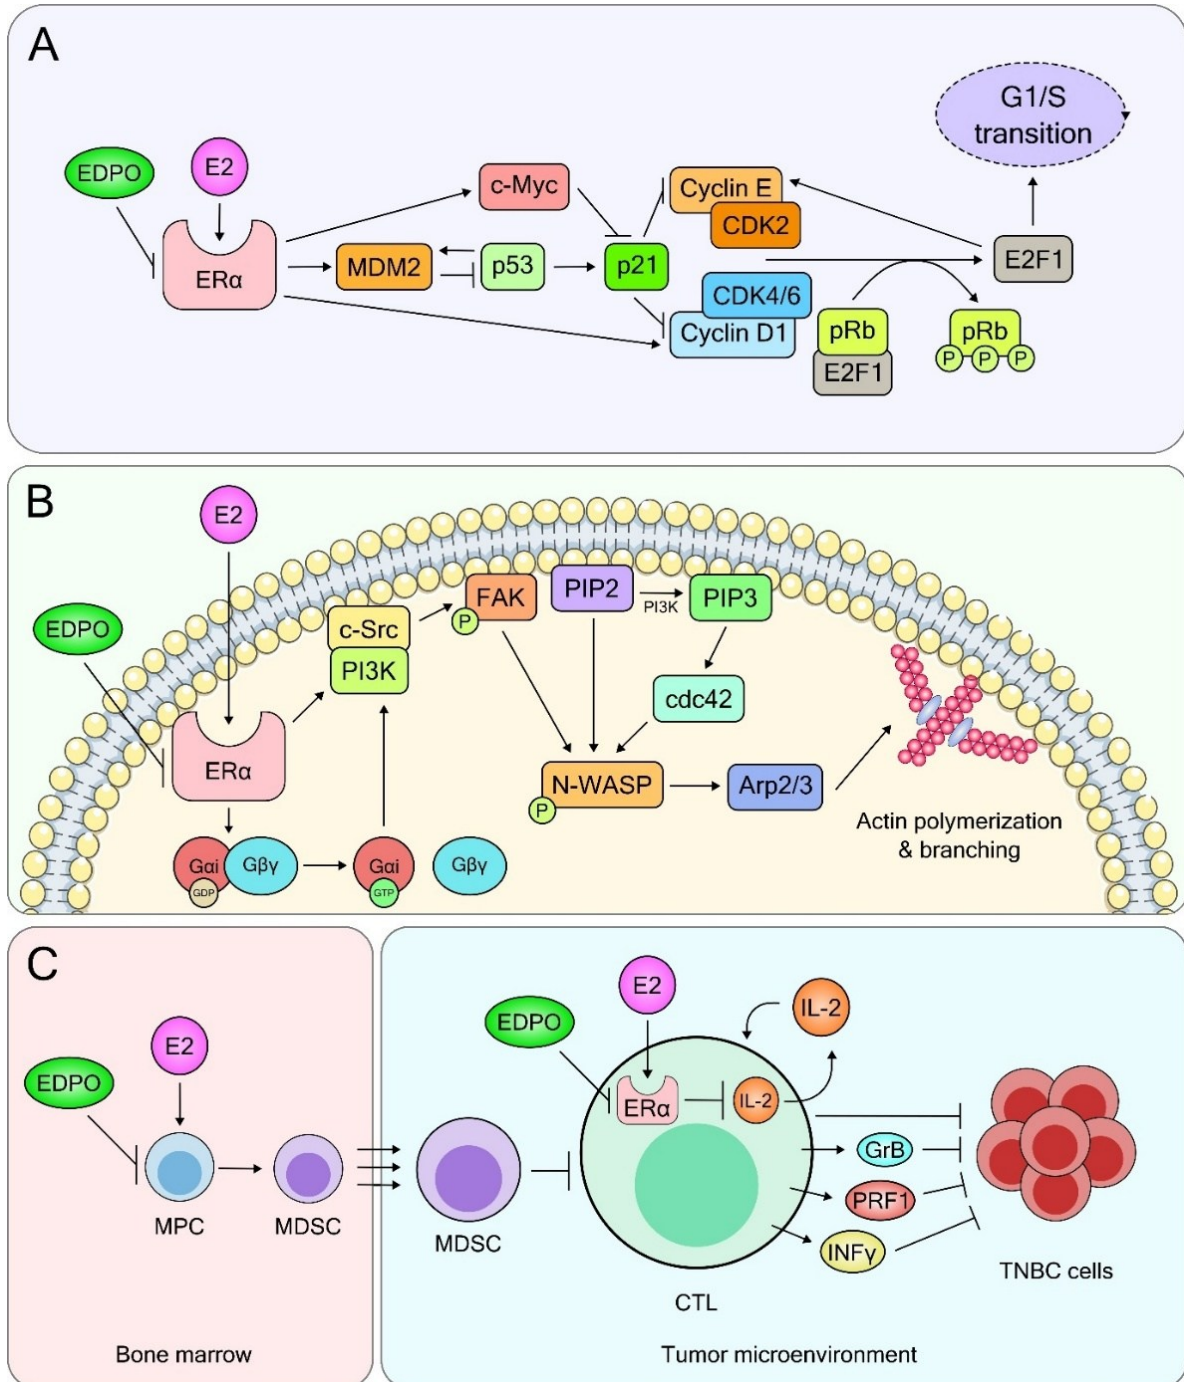 A
G1/S
transition
EDPO
E2
c-Myc
Cyclin E
CDK2
ERα
MDM2
p53
p21
E2F1
CDK4/6
Cyclin D1
pRb
E2F1
pRb
P P P
B
E2
EDPO
c-Src
PI3K
FAK
P
PIP2
PI3K
PIP3
cdc42
ERα
N-WASP
P
Arp2/3
Actin polymerization
& branching
Gαi
GDP
Gβγ
Gαi
GTP
Gβγ
C
E2
EDPO
MPC
MDSC
Bone marrow
E2
EDPO
IL-2
ERα
IL-2
MDSC
GrB
PRF1
INFγ
CTL
TNBC cells
Tumor microenvironment